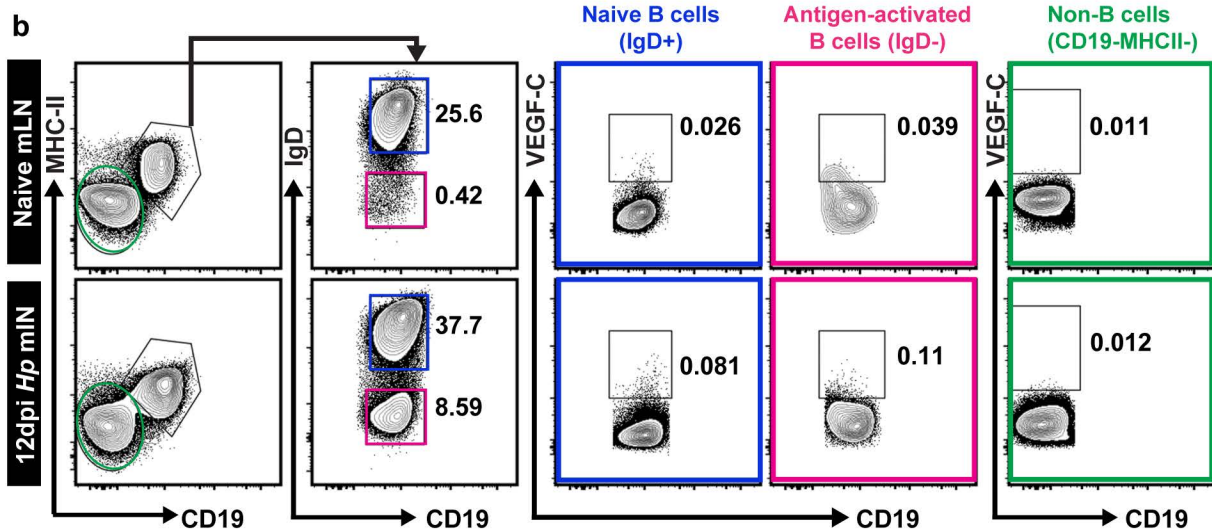 b
Naive B cells
(IgD+)
Antigen-activated
B cells (IgD-)
Non-B cells
(CD19-MHCII-)
Naive mLN
MHC-II
IgD
25.6
0.42
VEGF-C
0.026
0.039
VEGF-C
0.011
12dpi Hp mIN
37.7
8.59
0.081
0.11
0.012
CD19
CD19
CD19
CD19